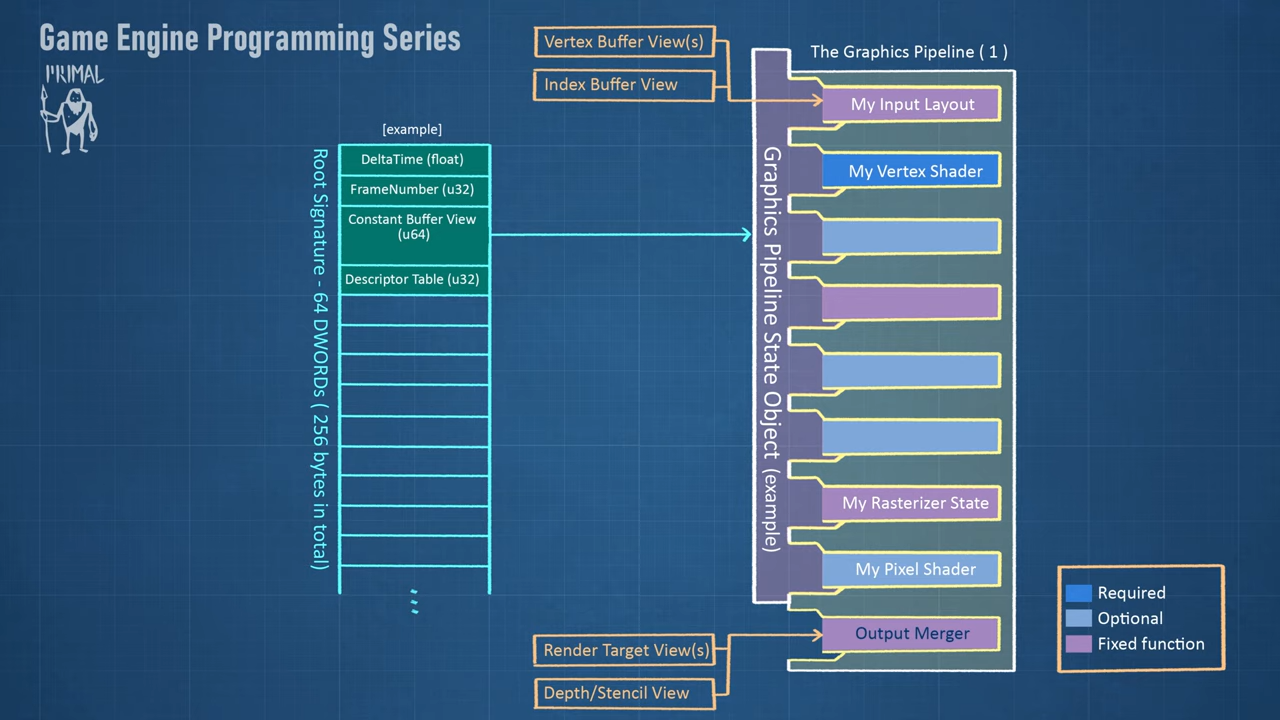 Game Engine Programming Series
PRIMAL
Vertex Buffer View(s)
Index Buffer View
The Graphics Pipeline ( 1 )
[example]
Root Signature - 64 DWORDs ( 256 bytes in total)
DeltaTime (float)
FrameNumber (u32)
Constant Buffer View
(u64)
Descriptor Table (u32)
Graphics Pipeline State Object (example)
My Input Layout
My Vertex Shader
My Rasterizer State
My Pixel Shader
Output Merger
Render Target View(s)
Depth/Stencil View
Required
Optional
Fixed function